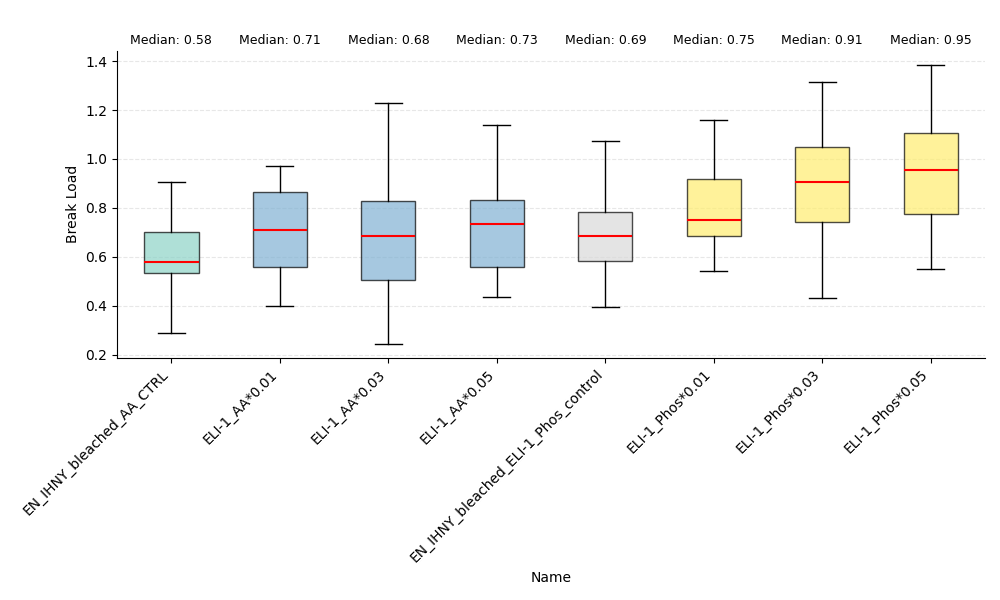 Median: 0.58 Median: 0.71 Median: 0.68 Median: 0.73 Median: 0.69 Median: 0.75 Median: 0.91 Median: 0.95
1.4
1.2
1.0
0.8
0.6
0.4
0.2
Break Load
EN_IHNY_bleached_AA_CTRL
ELI-1_AA*0.01
ELI-1_AA*0.03
ELI-1_AA*0.05
EN_IHNY_bleached_ELI-1_Phos_control
ELI-1_Phos*0.01
ELI-1_Phos*0.03
ELI-1_Phos*0.05
Name